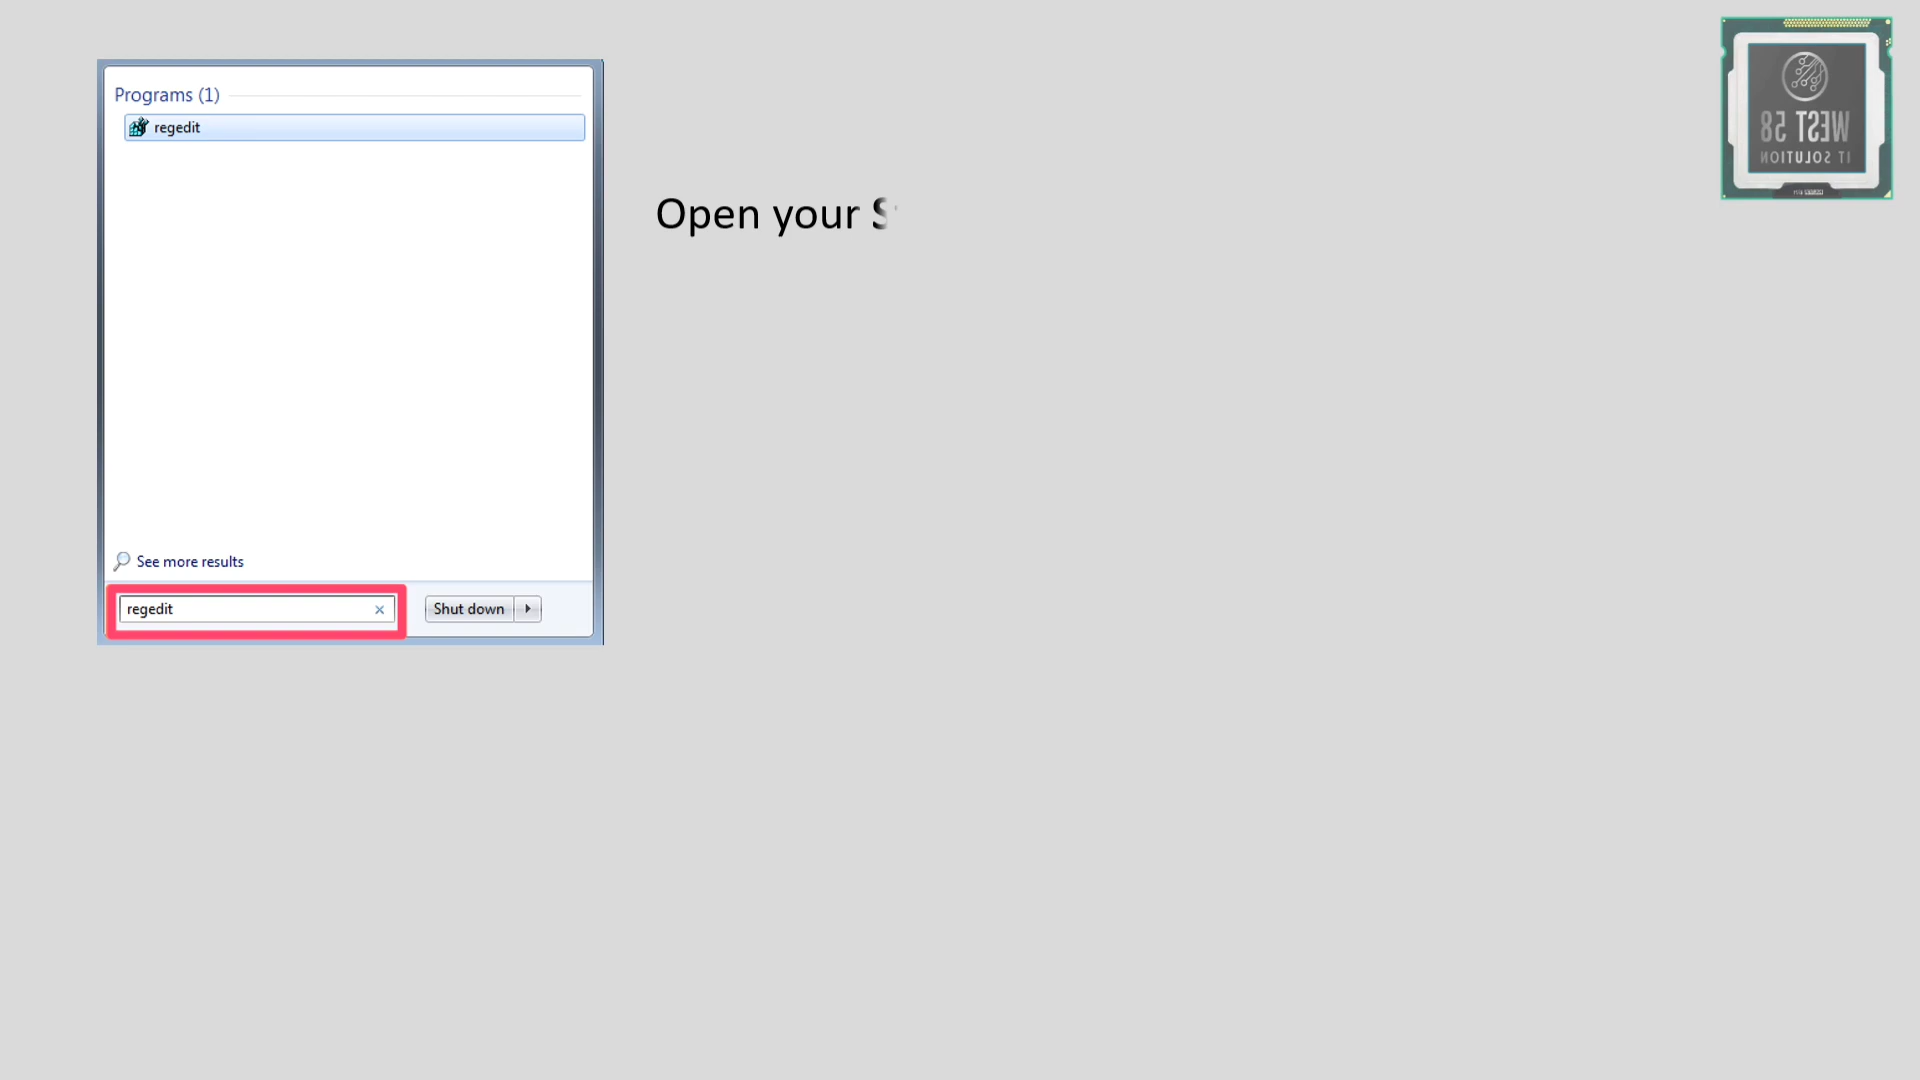 Programs (1)
regedit
See more results
regedit
Shut down
Open your S
WEST 58
IT SOLUTION